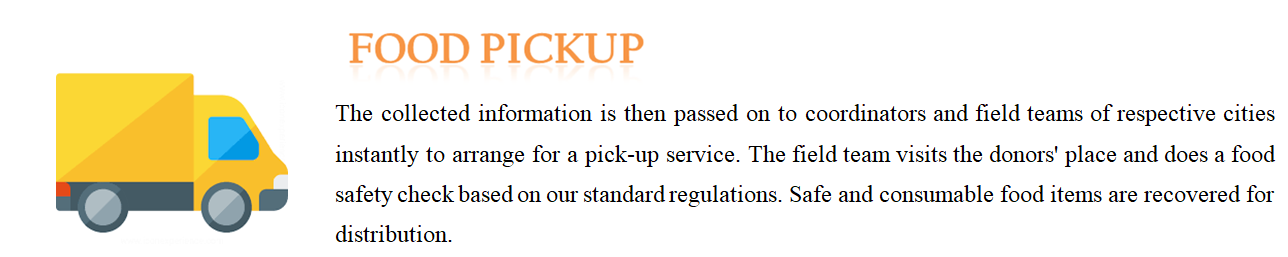 FOOD PICKUP
The collected information is then passed on to coordinators and field teams of respective cities
instantly to arrange for a pick-up service. The field team visits the donors' place and does a food
safety check based on our standard regulations. Safe and consumable food items are recovered for
distribution.